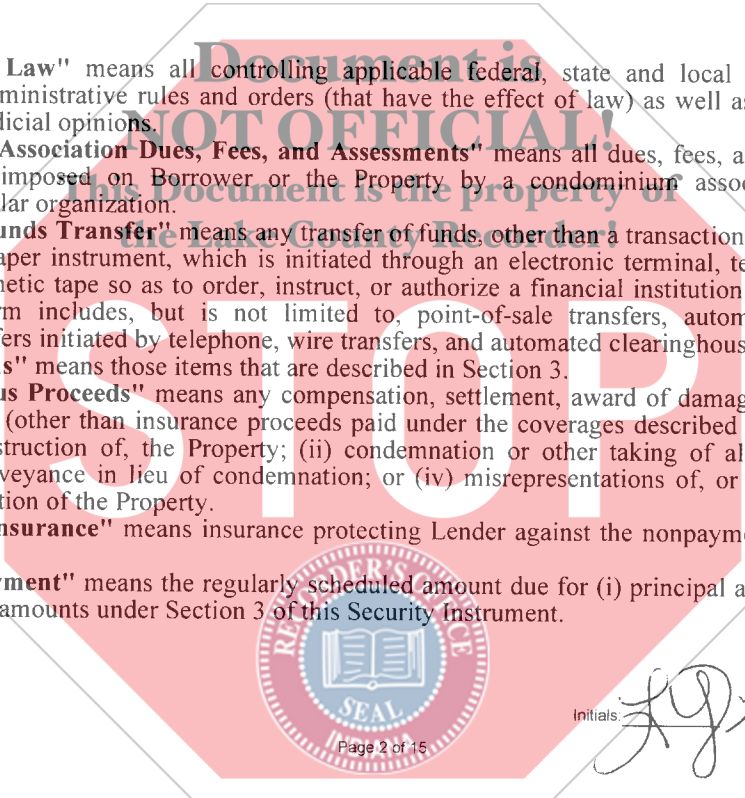 Document is
Law" means all controlling applicable federal, state and local
ministrative rules and orders (that have the effect of law) as well as
dicial opinions.
NOT OFFICIAL!
Association Dues, Fees, and Assessments" means all dues, fees, a
imposed on Borrower or the Property by a condominium assoc
This Document is the property of
lar organization.
the Lake County Recorder!
unds Transfer" means any transfer of funds, other than a transaction
aper instrument, which is initiated through an electronic terminal, te
netic tape so as to order, instruct, or authorize a financial institution
rm includes, but is not limited to, point-of-sale transfers, autom
fers initiated by telephone, wire transfers, and automated clearinghous
s" means those items that are described in Section 3.
us Proceeds" means any compensation, settlement, award of damag
(other than insurance proceeds paid under the coverages described
struction of, the Property; (ii) condemnation or other taking of al
veyance in lieu of condemnation; or (iv) misrepresentations of, or
tion of the Property.
STOP
nsurance" means insurance protecting Lender against the nonpayme
yment" means the regularly scheduled amount due for (i) principal a
amounts under Section 3 of this Security Instrument.
RECORDER'S OFFICE
SEAL
INDIANA
Initials:
Page 2 of 15